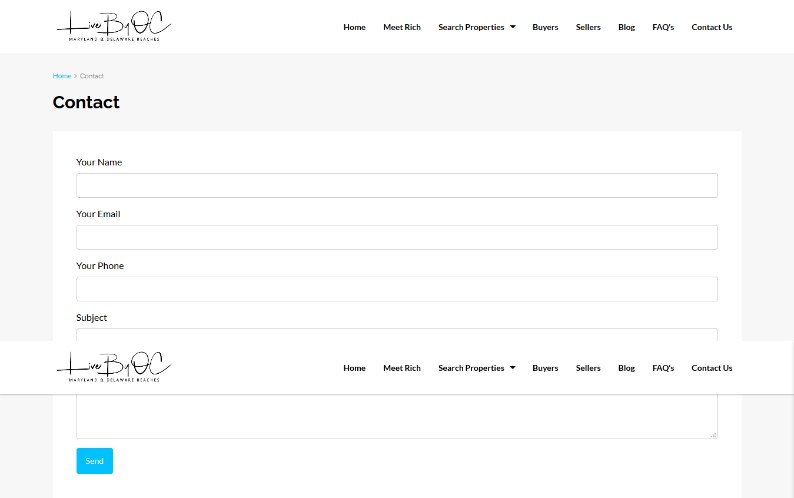 Live By OC
MARYLAND & DELAWARE BEACHES
Home Meet Rich Search Properties Buyers Sellers Blog FAQ's Contact Us
Home > Contact
Contact
Your Name
Your Email
Your Phone
Subject
Live By OC
MARYLAND & DELAWARE BEACHES
Home Meet Rich Search Properties Buyers Sellers Blog FAQ's Contact Us
Send